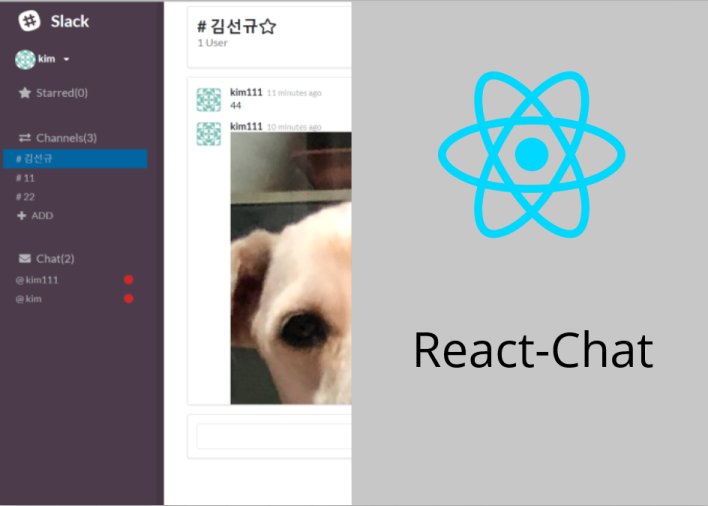 Slack
kim
Starred(0)
Channels(3)
# 김선규
# 11
# 22
ADD
Chat(2)
@ kim111
@ kim
# 김선규
1 User
kim111 11 minutes ago
44
kim111 10 minutes ago
React-Chat